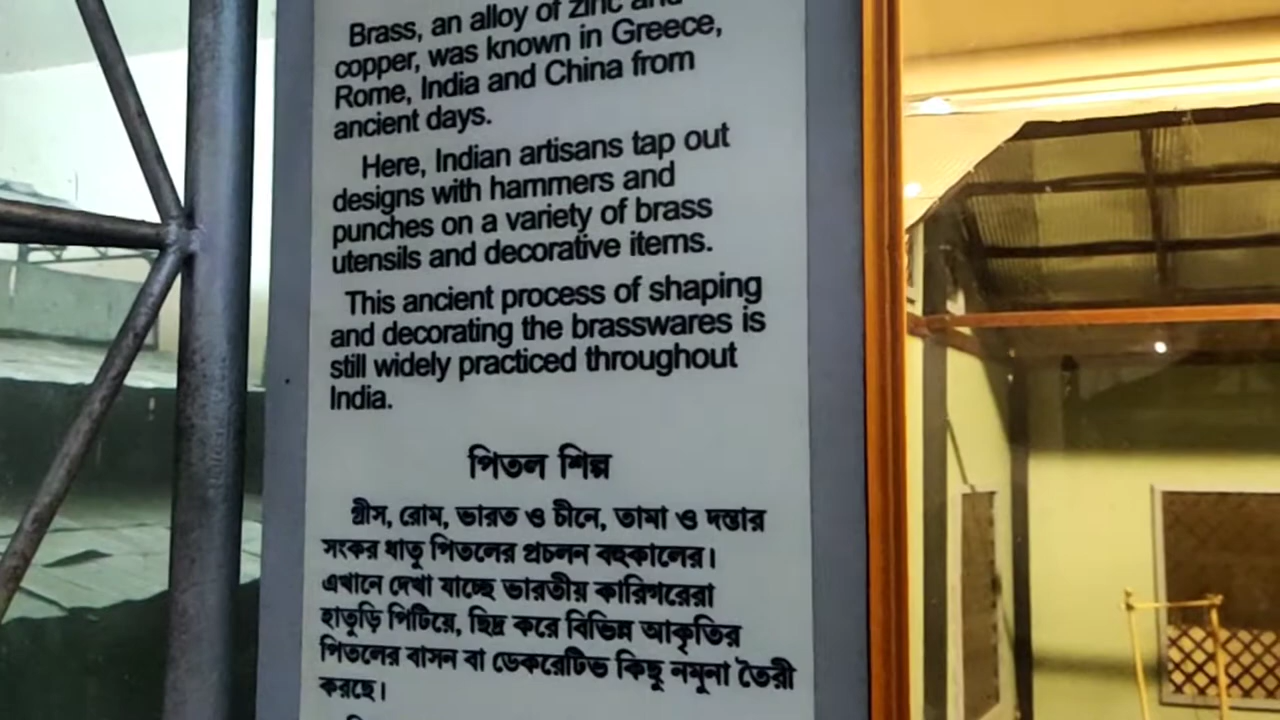 Brass, an alloy of zinc and
copper, was known in Greece,
Rome, India and China from
ancient days.
Here, Indian artisans tap out
designs with hammers and
punches on a variety of brass
utensils and decorative items.
This ancient process of shaping
and decorating the brasswares is
still widely practiced throughout
India.
পিতল শিল্প
গ্রীস, রোম, ভারত ও চীনে, তামা ও দস্তার
সংকর ধাতু পিতলের প্রচলন বহুকালের।
এখানে দেখা যাচ্ছে ভারতীয় কারিগরেরা
হাতুড়ি পিটিয়ে, ছিদ্র করে বিভিন্ন আকৃতির
পিতলের বাসন বা ডেকরেটিভ কিছু নমুনা তৈরী
করছে।